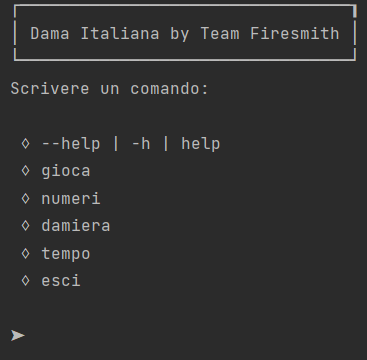 Dama Italiana by Team Firesmith
Scrivere un comando:
◊ --help | -h | help
◊ gioca
◊ numeri
◊ damiera
◊ tempo
◊ esci
➤